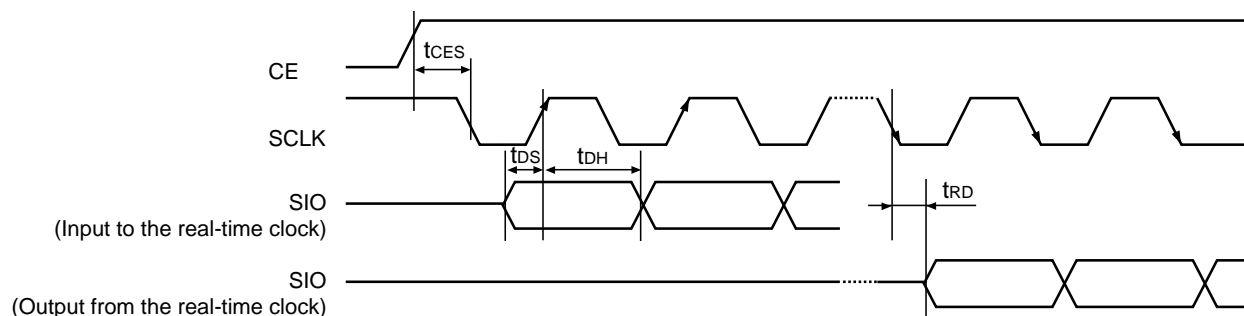 CE
tCES
SCLK
tDS
tDH
SIO
(Input to the real-time clock)
tRD
SIO
(Output from the real-time clock)